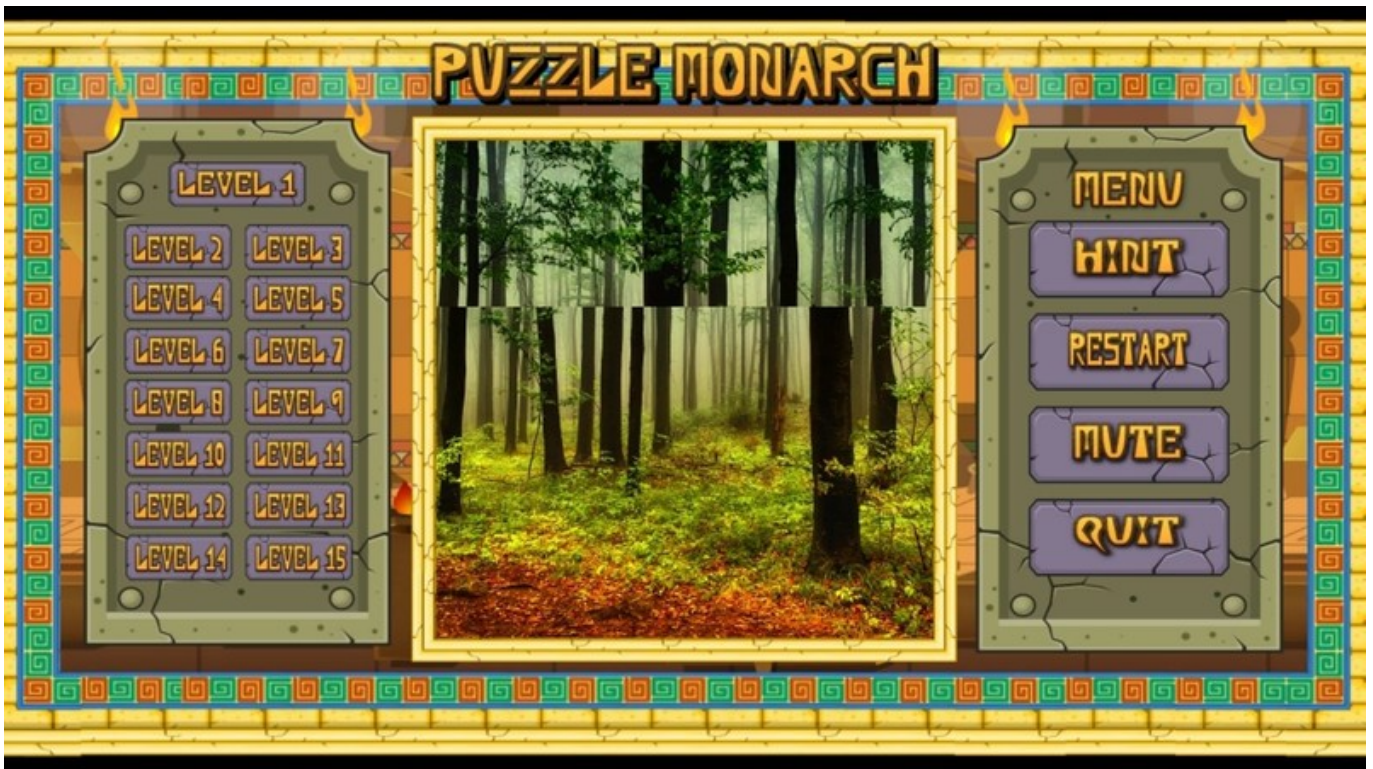 PUZZLE MONARCH
LEVEL 1
LEVEL 2 LEVEL 3
LEVEL 4 LEVEL 5
LEVEL 6 LEVEL 7
LEVEL 8 LEVEL 9
LEVEL 10 LEVEL 11
LEVEL 12 LEVEL 13
LEVEL 14 LEVEL 15
MENU
HINT
RESTART
MUTE
QUIT